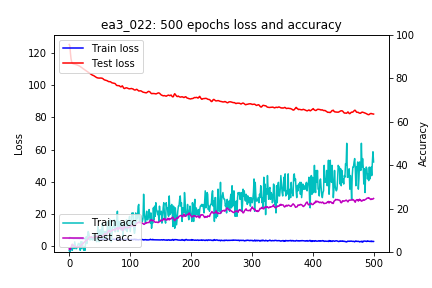 ea3_022: 500 epochs loss and accuracy
Train loss
Test loss
Train acc
Test acc
Loss
Accuracy
0
20
40
60
80
100
120
0
20
40
60
80
100
0
100
200
300
400
500